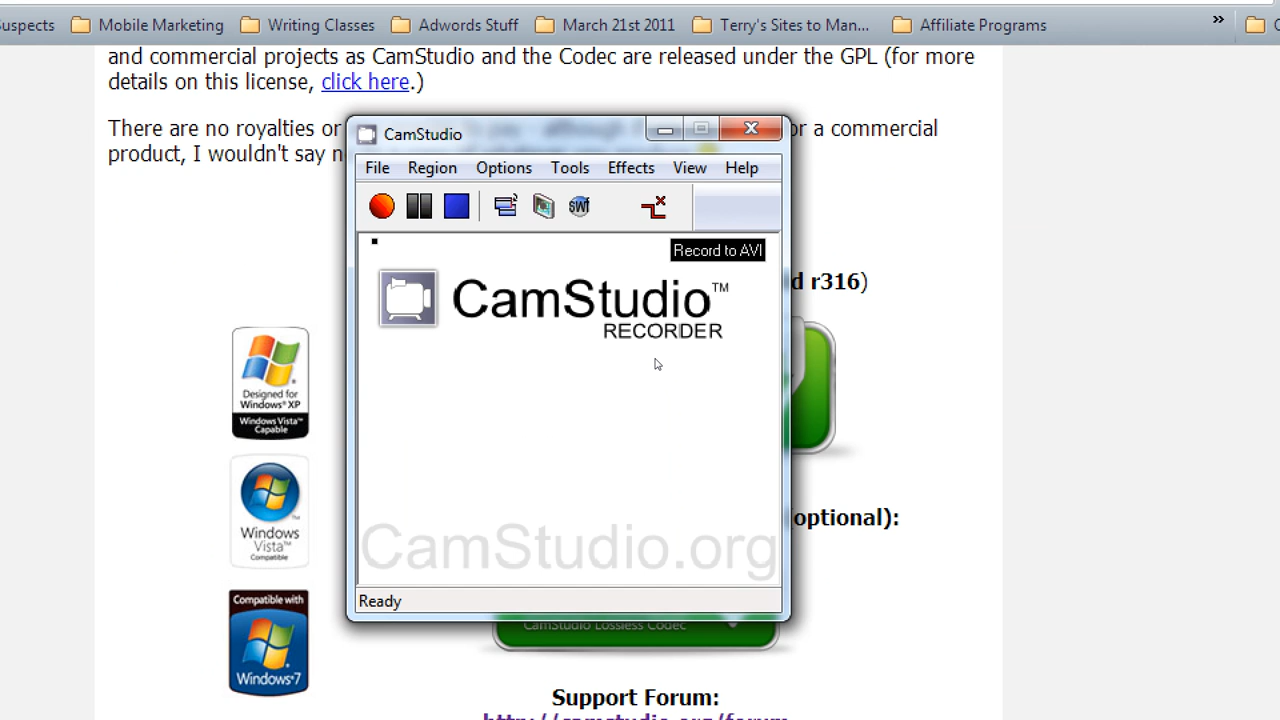 uspects Mobile Marketing Writing Classes Adwords Stuff March 21st 2011 Terry's Sites to Man... Affiliate Programs »
and commercial projects as CamStudio and the Codec are released under the GPL (for more
details on this license, click here.)
There are no royalties or
or a commercial
product, I wouldn't say
CamStudio
File Region Options Tools Effects View Help
swf
Record to AVI
CamStudio™
RECORDER
d r316)
Designed for
Windows® XP
Windows Vista™
Capable
Windows
Vista™
Compatible
(optional):
CamStudio.org
Compatible with
Windows 7
Ready
CamStudio Lossless Codec
Support Forum:
http://camstudio.org/forum